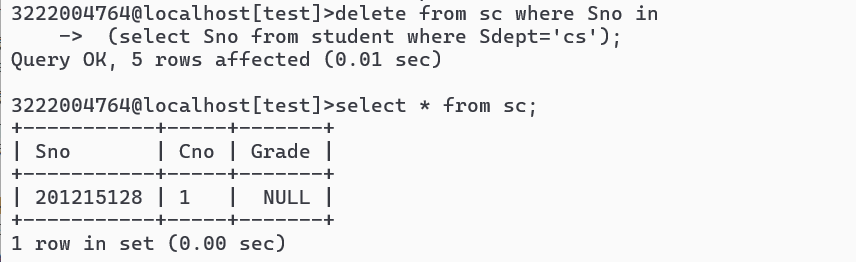 3222004764@localhost[test]>delete from sc where Sno in
    ->  (select Sno from student where Sdept='cs');
Query OK, 5 rows affected (0.01 sec)

3222004764@localhost[test]>select * from sc;
+-----------+-----+-------+
| Sno       | Cno | Grade |
+-----------+-----+-------+
| 201215128 | 1   |  NULL |
+-----------+-----+-------+
1 row in set (0.00 sec)